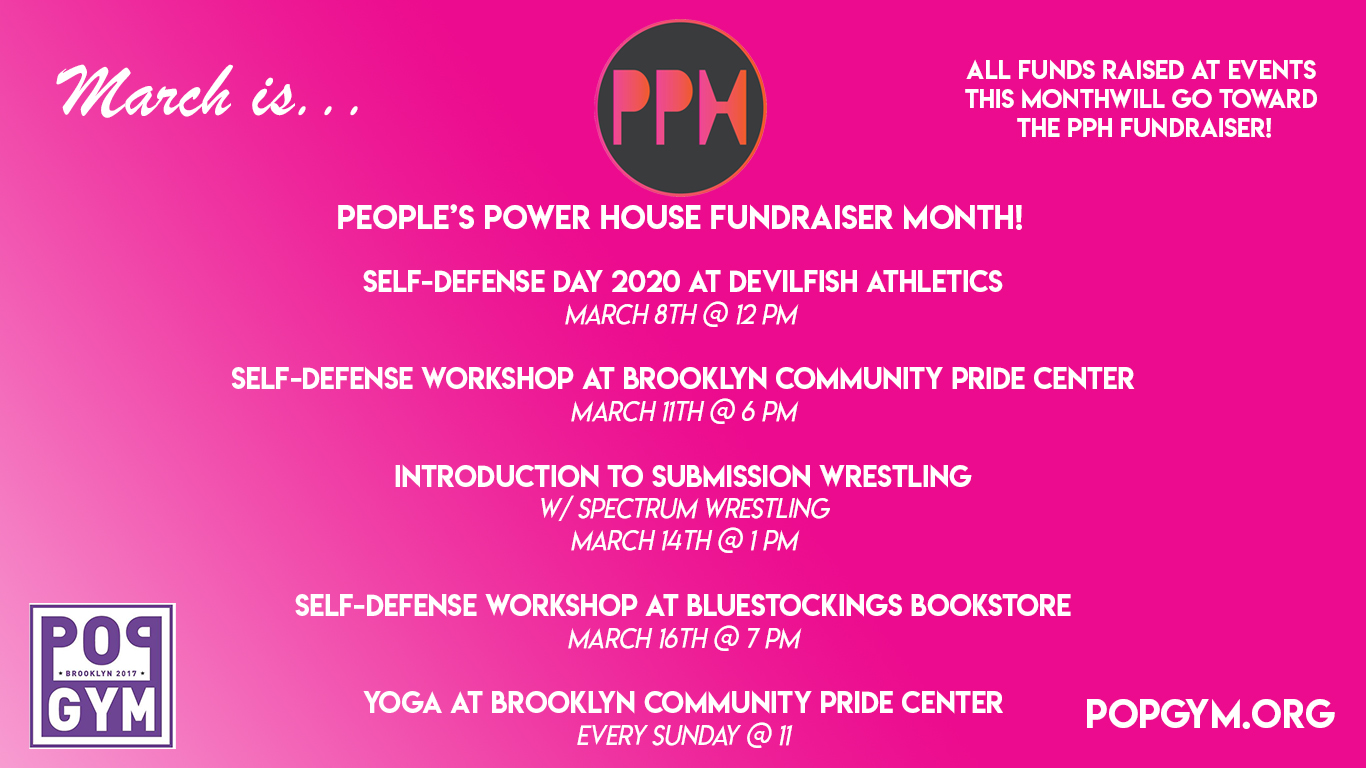 March is...
PPH
ALL FUNDS RAISED AT EVENTS
THIS MONTHWILL GO TOWARD
THE PPH FUNDRAISER!
PEOPLE'S POWER HOUSE FUNDRAISER MONTH!
SELF-DEFENSE DAY 2020 AT DEVILFISH ATHLETICS
MARCH 8TH @ 12 PM
SELF-DEFENSE WORKSHOP AT BROOKLYN COMMUNITY PRIDE CENTER
MARCH 11TH @ 6 PM
INTRODUCTION TO SUBMISSION WRESTLING
W/ SPECTRUM WRESTLING
MARCH 14TH @ 1 PM
SELF-DEFENSE WORKSHOP AT BLUESTOCKINGS BOOKSTORE
MARCH 16TH @ 7 PM
YOGA AT BROOKLYN COMMUNITY PRIDE CENTER
EVERY SUNDAY @ 11
POP
• BROOKLYN 2017 •
GYM
POPGYM.ORG